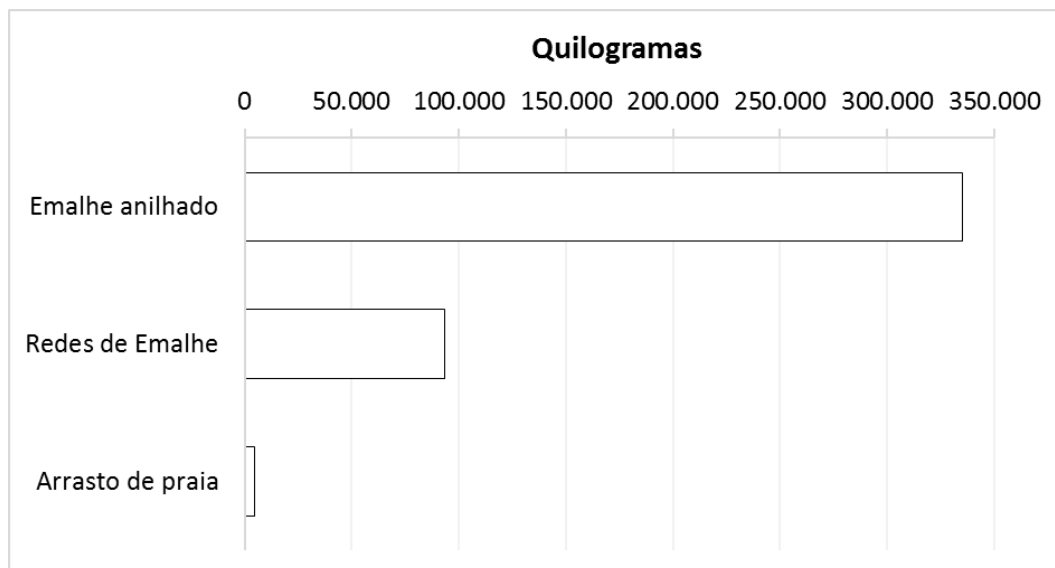 Quilogramas
0 50.000 100.000 150.000 200.000 250.000 300.000 350.000
Emalhe anilhado
Redes de Emalhe
Arrasto de praia